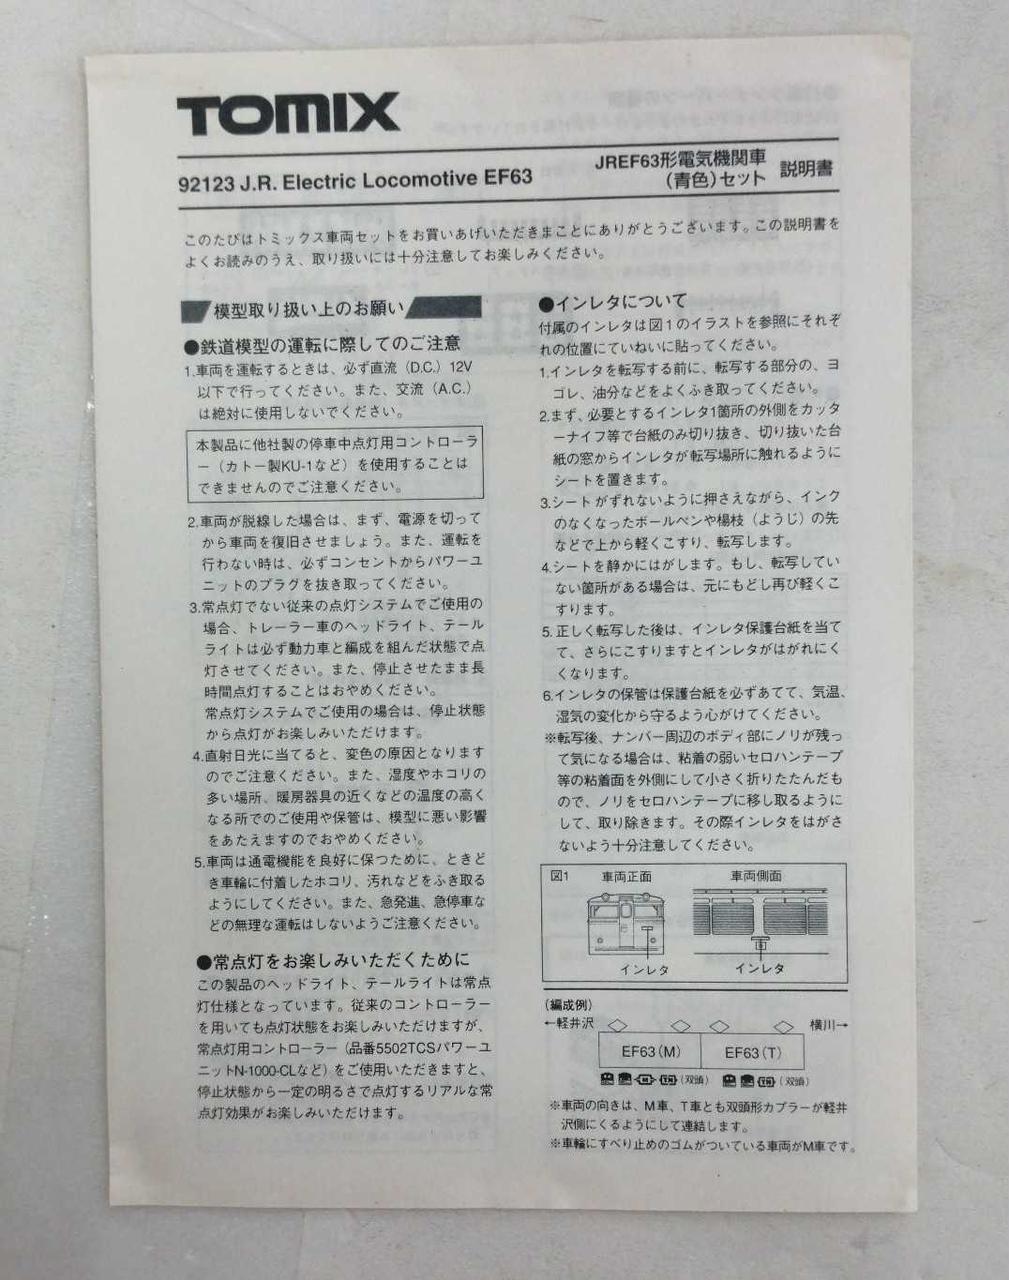 TOMIX
92123 J.R. Electric Locomotive EF63
JREF63形電気機関車
(青色)セット
説明書
このたびはトミックス車両セットをお買いあげいただきまことにありがとうございます。この説明書を
よくお読みのうえ、取り扱いには十分注意してお楽しみください。
模型取り扱い上のお願い
●鉄道模型の運転に際してのご注意
1.車両を運転するときは、必ず直流（D.C.）12V
以下で行ってください。また、交流（A.C.）
は絶対に使用しないでください。
本製品に他社製の停車中点灯用コントローラ
ー（カトー製KU-1など）を使用することは
できませんのでご注意ください。
2.車両が脱線した場合は、まず、電源を切って
から車両を復旧させましょう。また、運転を
行わない時は、必ずコンセントからパワーユ
ニットのプラグを抜き取ってください。
3.常点灯でない従来の点灯システムでご使用の
場合、トレーラー車のヘッドライト、テール
ライトは必ず動力車と編成を組んだ状態で点
灯させてください。また、停止させたまま長
時間点灯することはおやめください。
常点灯システムでご使用の場合は、停止状態
から点灯がお楽しみいただけます。
4.直射日光に当てると、変色の原因となります
のでご注意ください。また、湿度やホコリの
多い場所、暖房器具の近くなどの温度の高く
なる所でのご使用や保管は、模型に悪い影響
をあたえますのでおやめください。
5.車両は通電機能を良好に保つために、ときど
き車輪に付着したホコリ、汚れなどをふき取る
ようにしてください。また、急発進、急停車な
どの無理な運転はしないようご注意ください。
●常点灯をお楽しみいただくために
この製品のヘッドライト、テールライトは常点
灯仕様となっています。従来のコントローラー
を用いても点灯状態をお楽しみいただけますが、
常点灯用コントローラー（品番5502TCSパワーユ
ニットN-1000-CLなど）をご使用いただきますと、
停止状態から一定の明るさで点灯するリアルな常
点灯効果がお楽しみいただけます。
●インレタについて
付属のインレタは図1のイラストを参照にそれぞ
れの位置にていねいに貼ってください。
1.インレタを転写する前に、転写する部分の、ヨ
ゴレ、油分などをよくふき取ってください。
2.まず、必要とするインレタ1箇所の外側をカッタ
ーナイフ等で台紙のみ切り抜き、切り抜いた台
紙の窓からインレタが転写場所に触れるように
シートを置きます。
3.シートがずれないように押さえながら、インク
のなくなったボールペンや楊枝（ようじ）の先
などで上から軽くこすり、転写します。
4.シートを静かにはがします。もし、転写してい
ない箇所がある場合は、元にもどし再び軽くこ
すります。
5.正しく転写した後は、インレタ保護台紙を当て
て、さらにこすりますとインレタがはがれにく
くなります。
6.インレタの保管は保護台紙を必ずあてて、気温、
湿気の変化から守るよう心がけてください。
※転写後、ナンバー周辺のボディ部にノリが残っ
て気になる場合は、粘着の弱いセロハンテープ
等の粘着面を外側にして小さく折りたたんだも
ので、ノリをセロハンテープに移し取るように
して、取り除きます。その際インレタをはがさ
ないよう十分注意してください。
図1 車両正面 車両側面
インレタ インレタ
(編成例)
←軽井沢 横川→
EF63(M) EF63(T)
(双頭) (双頭)
※車両の向きは、M車、T車とも双頭形カプラーが軽井
沢側にくるようにして連結します。
※車輪にすべり止めのゴムがついている車両がM車です。